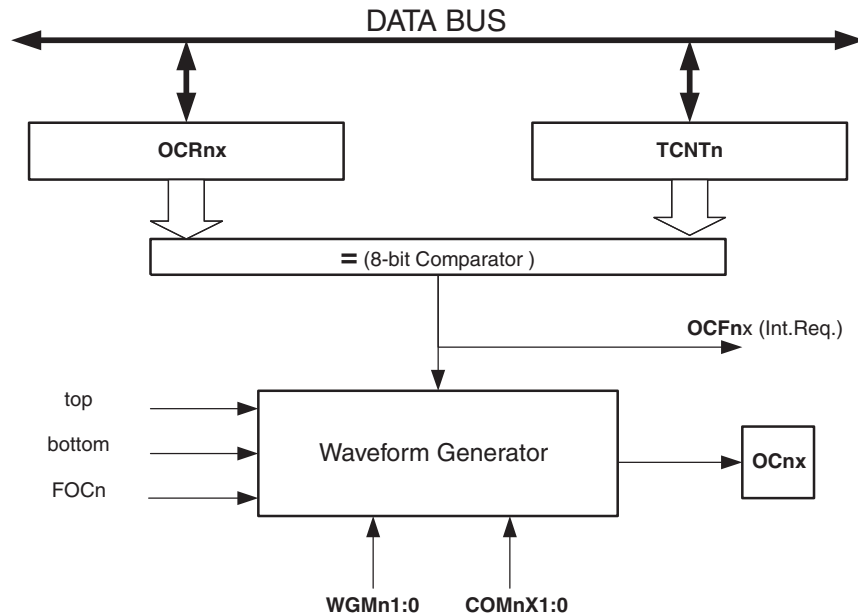 DATA BUS
OCRnx
TCNTn
= (8-bit Comparator )
OCFnx (Int.Req.)
top
bottom
FOCn
Waveform Generator
OCnx
WGMn1:0
COMnX1:0